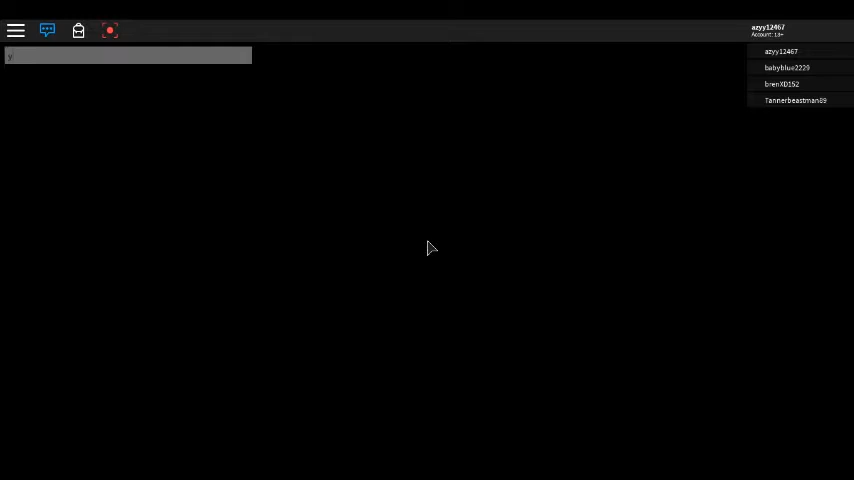 azyy12467
Account: 13+
y
azyy12467
babyblue2229
brenXD152
Tannerbeastman89